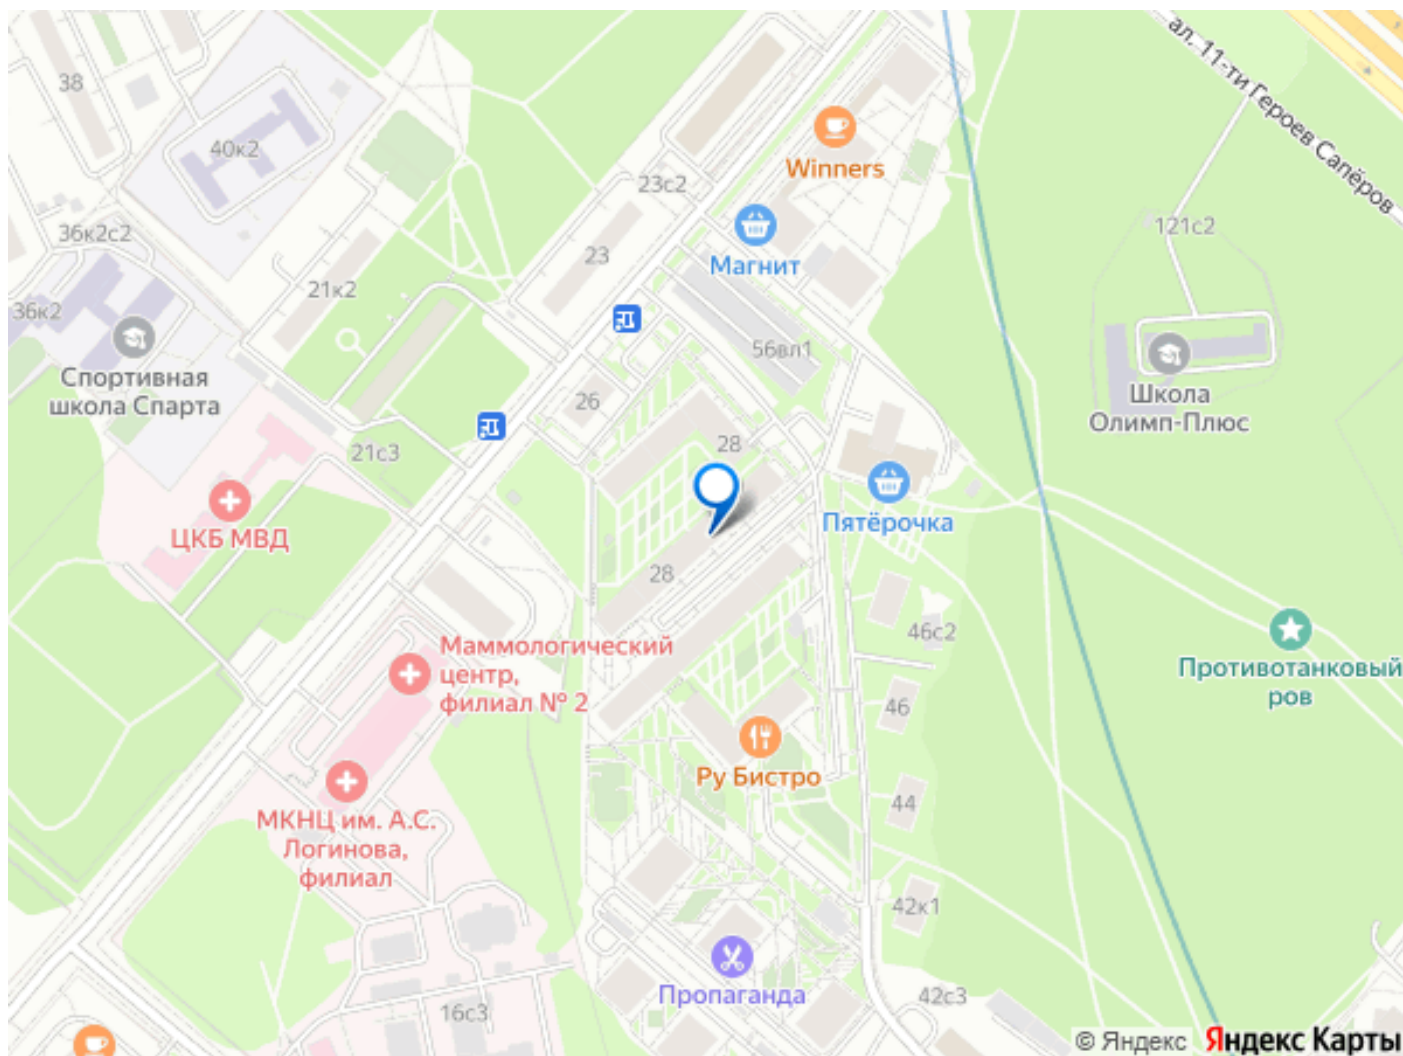 ал. 11-ти Героев Сапёров
38
40к2
Winners
23с2
36к2с2
121с2
23
Магнит
21к2
36к2
56вл1
Спортивная
школа Спарта
Школа
Олимп-Плюс
26
28
21с3
ЦКБ МВД
Пятёрочка
28
46с2
Маммологический
центр,
филиал № 2
Противотанковый
ров
46
Ру Бистро
44
МКНЦ им. А.С.
Логинова,
филиал
42к1
Пропаганда
42с3
16с3
© Яндекс Яндекс Карты